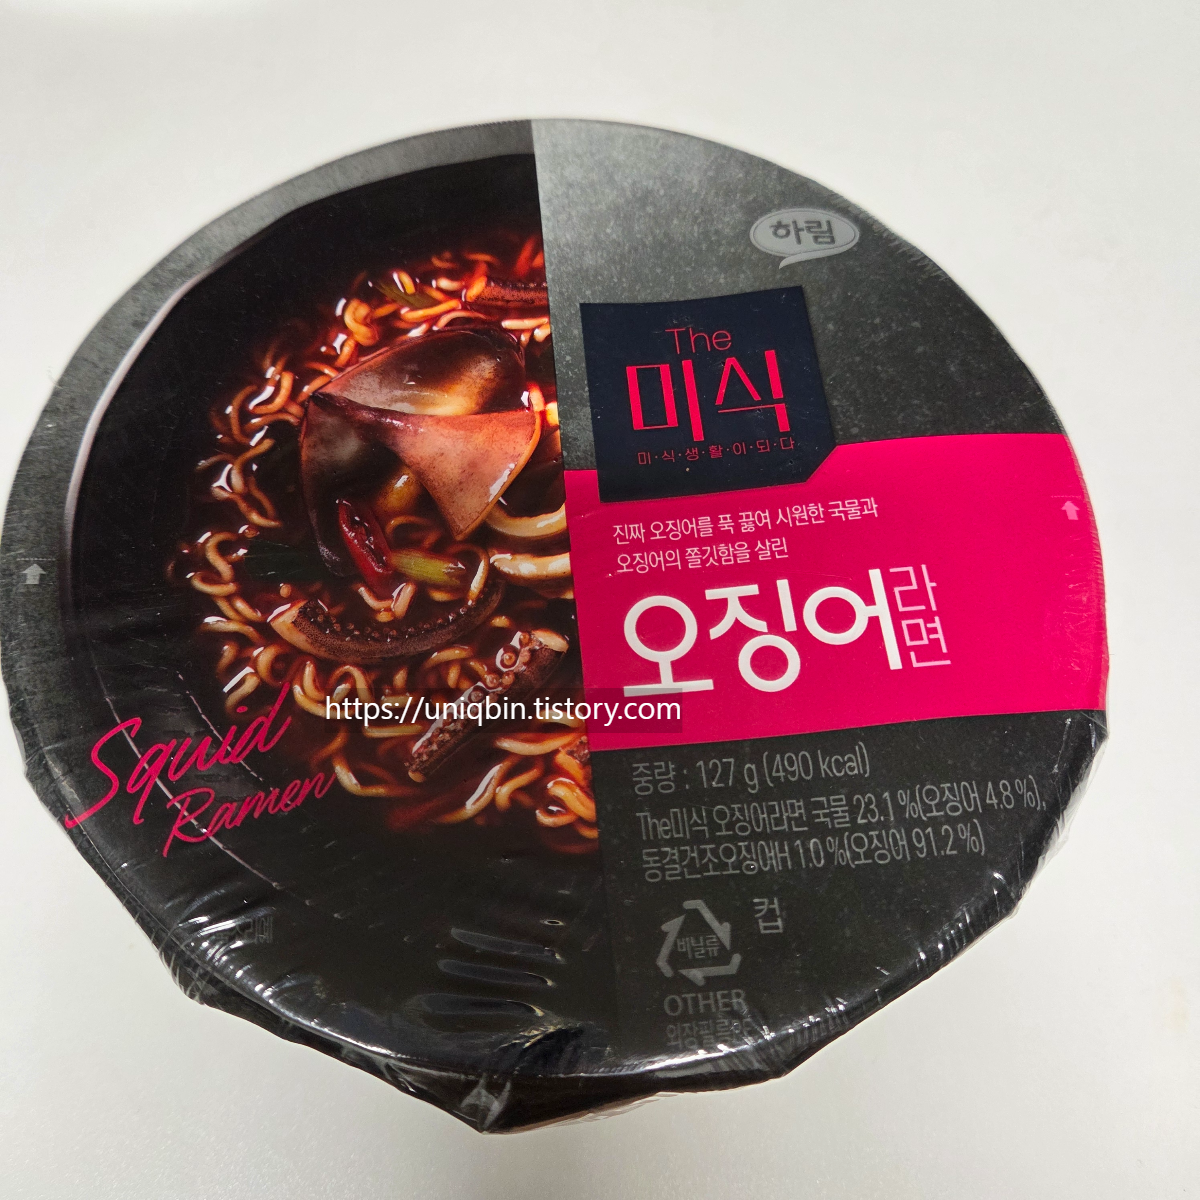 하림
The
미식
미·식·생·활·이·되·다
진짜 오징어를 푹 끓여 시원한 국물과
오징어의 쫄깃함을 살린
오징어라면
Squid
Ramen
https://uniqbin.tistory.com
중량 : 127 g (490 kcal)
The미식 오징어라면 국물 23.1 %(오징어 4.8 %),
동결건조오징어H 1.0 %(오징어 91.2 %)
컵
비닐류
OTHER